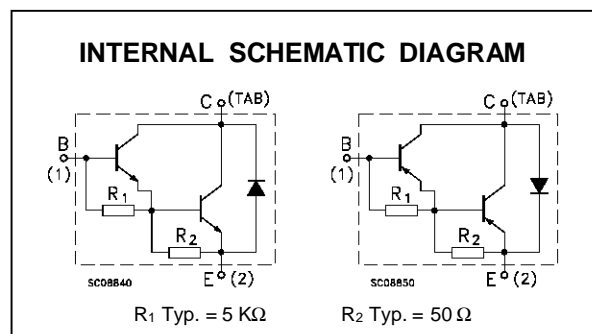 INTERNAL SCHEMATIC DIAGRAM
C (TAB)
B
(1)
R1
R2
E (2)
SC08840
C (TAB)
B
(1)
R1
R2
E (2)
SC08850
R1 Typ. = 5 KΩ R2 Typ. = 50 Ω